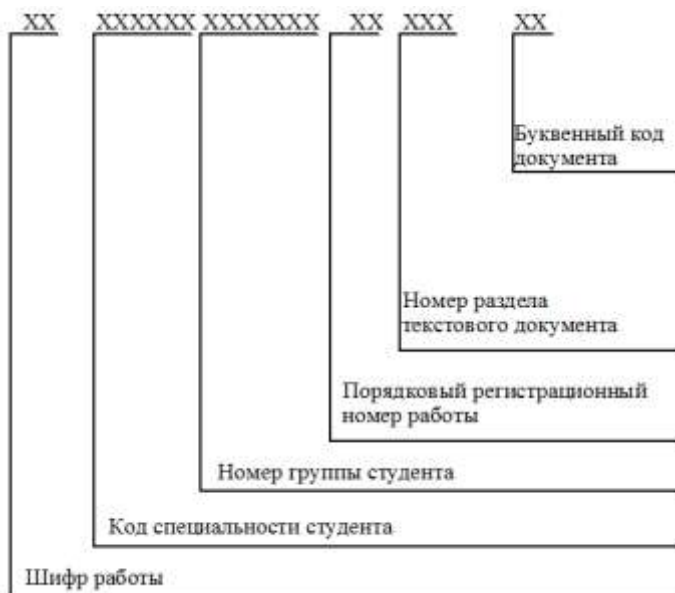 XX XXXXXX XXXXXXX XX XXX XX
Буквенный код
документа
Номер раздела
текстового документа
Порядковый регистрационный
номер работы
Номер группы студента
Код специальности студента
Шифр работы